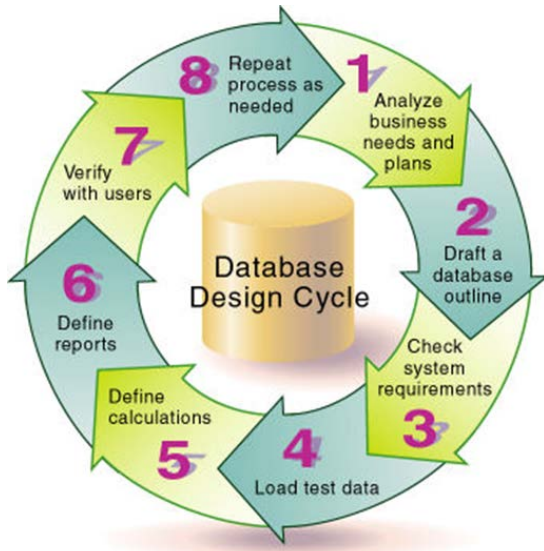 Database
Design Cycle
1
Analyze
business
needs and
plans
2
Draft a
database
outline
3
Check
system
requirements
4
Load test data
5
Define
calculations
6
Define
reports
7
Verify
with users
8
Repeat
process as
needed